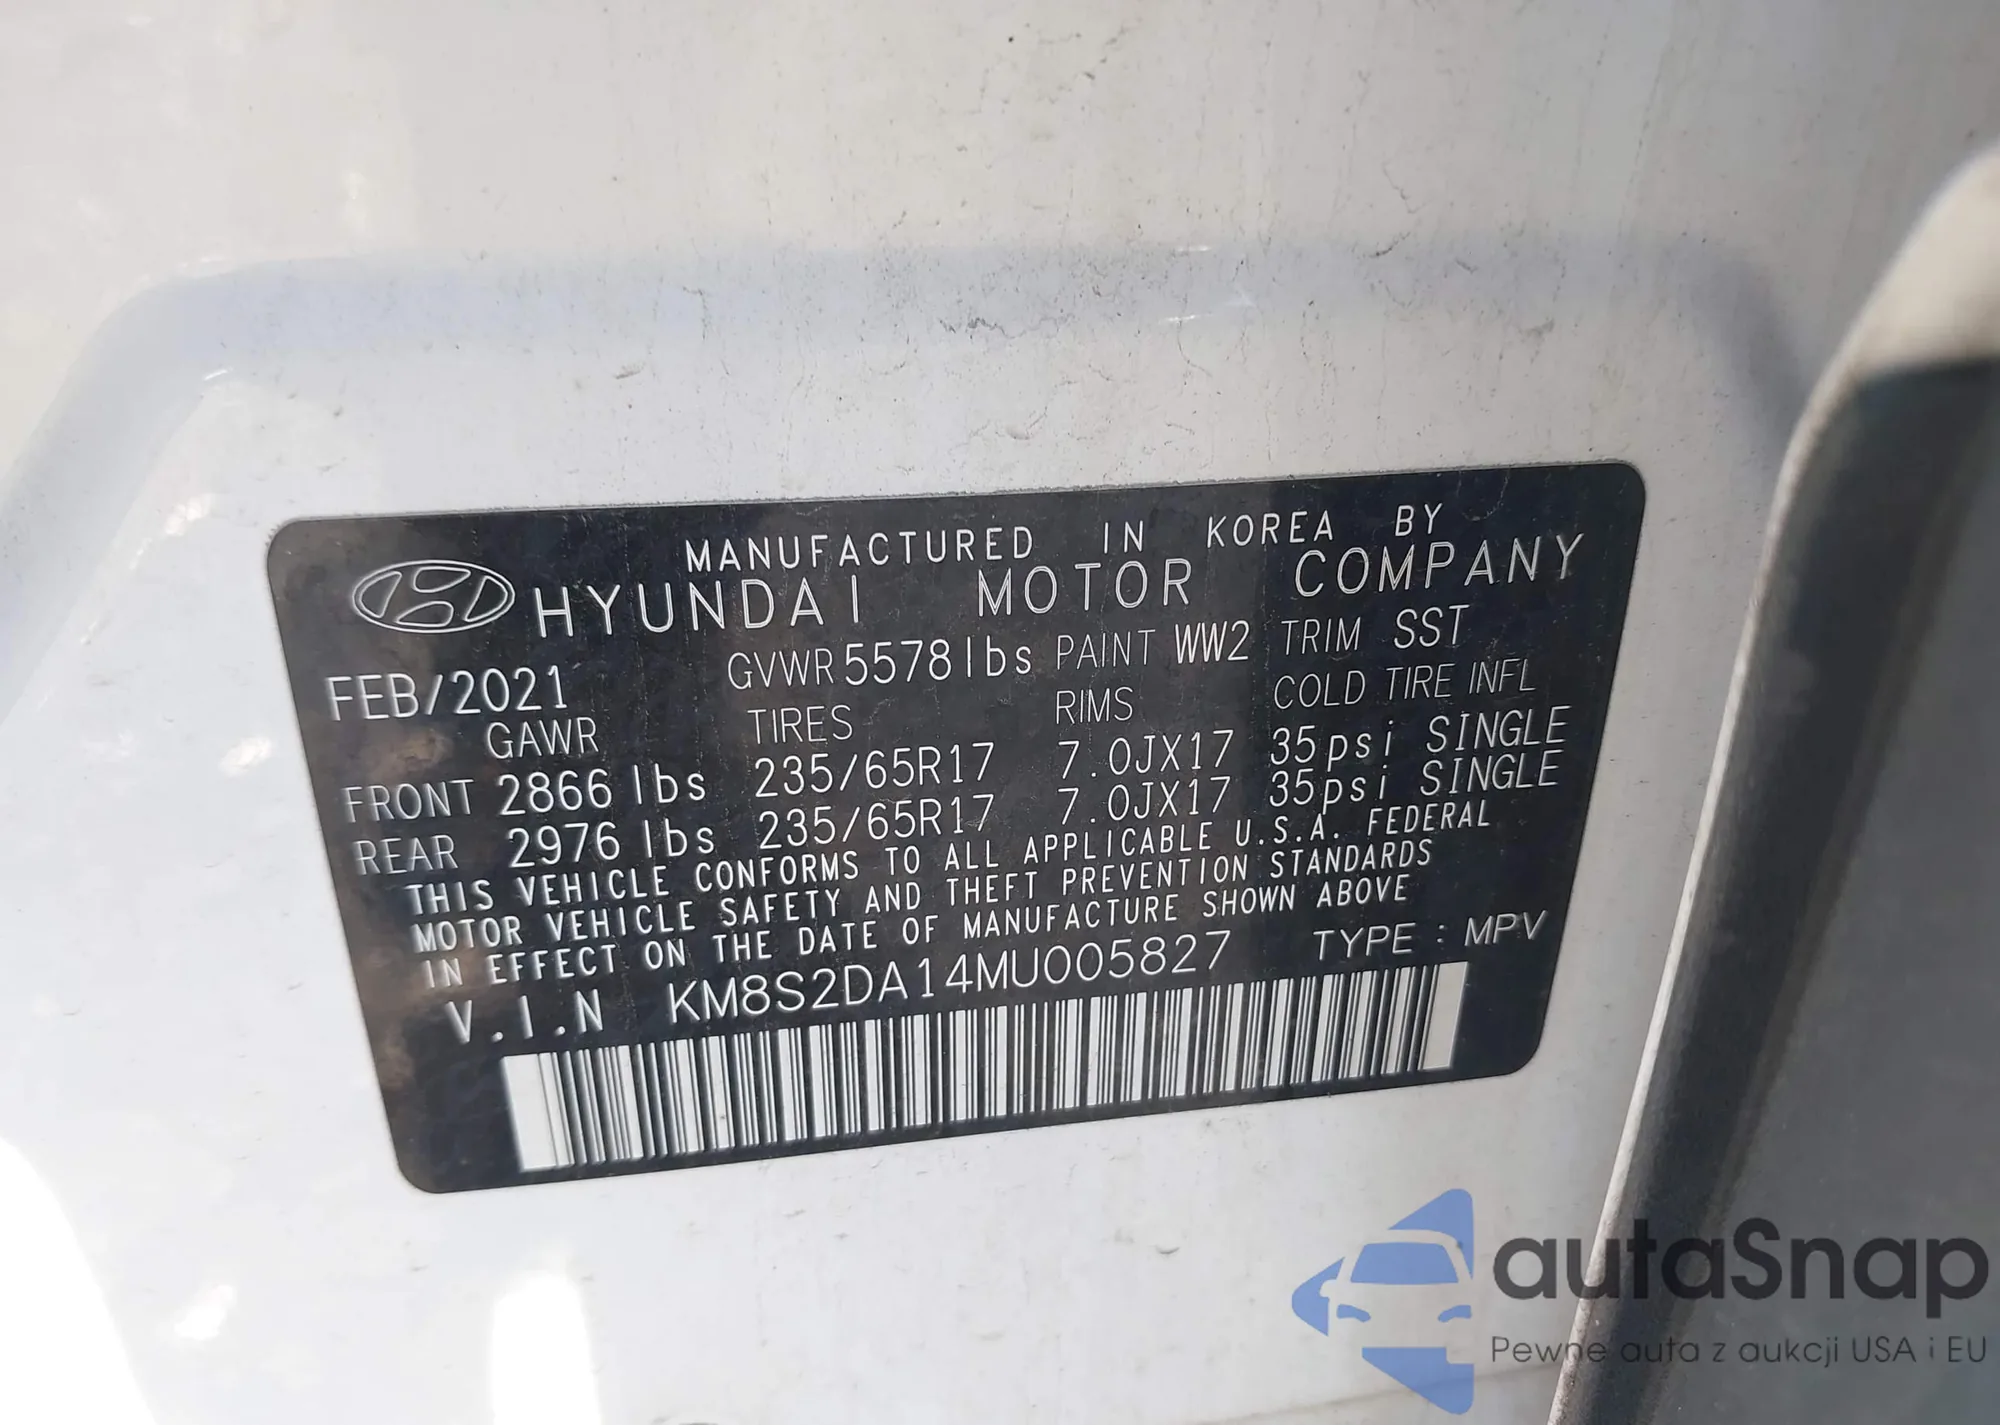 MANUFACTURED IN KOREA BY
HYUNDAI MOTOR COMPANY
FEB/2021 GVWR 5578lbs PAINT WW2 TRIM SST
GAWR TIRES RIMS COLD TIRE INFL
FRONT 2866 lbs 235/65R17 7.0JX17 35psi SINGLE
REAR 2976 lbs 235/65R17 7.0JX17 35psi SINGLE
THIS VEHICLE CONFORMS TO ALL APPLICABLE U.S.A. FEDERAL
MOTOR VEHICLE SAFETY AND THEFT PREVENTION STANDARDS
IN EFFECT ON THE DATE OF MANUFACTURE SHOWN ABOVE
V.I.N KM8S2DA14MU005827 TYPE : MPV
autaSnap
Pewne auta z aukcji USA i EU